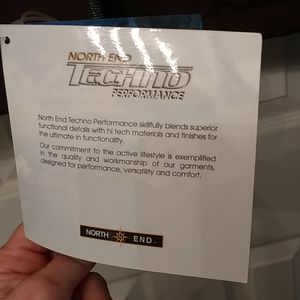 NORTH END
TECHNO
PERFORMANCE
North End Techno Performance skillfully blends superior
functional details with hi tech materials and finishes for
the ultimate in functionality.
Our commitment to the active lifestyle is exemplified
in the quality and workmanship of our garments,
designed for performance, versatility and comfort.
NORTH END